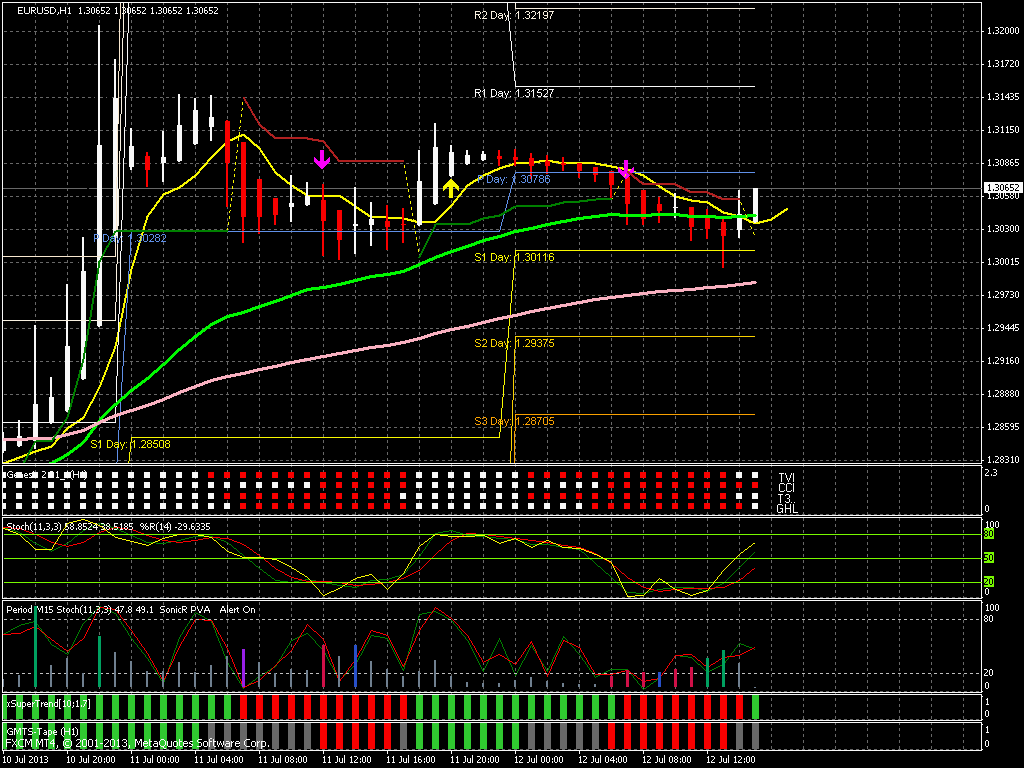 EURUSD,H1 1.30652 1.30652 1.30652 1.30652
R2 Day: 1.32197
1.32000
1.31720
R1 Day: 1.31527
1.31435
1.31150
1.30865
P Day: 1.30786
1.30652
1.30580
P Day: 1.30282
1.30300
S1 Day: 1.30116
1.30015
1.29730
1.29445
S2 Day: 1.29375
1.29160
1.28880
S3 Day: 1.28705
1.28595
S1 Day: 1.28508
1.28310
2.3
TVI
CCI
T3.
GHL
0
Stoch(11,3,3) 58.8524 38.5185 %R(14) -29.6335
100
80
50
20
0
Period M15 Stoch(11,3,3) 47.8 49.1 SonicR PVA Alert On
100
80
20
0
xSuperTrend[10;1.7]
1
0
GMTS-Tape (H1)
1
FXCM MT4, © 2001-2013, MetaQuotes Software Corp.
0
10 Jul 2013 10 Jul 20:00 11 Jul 00:00 11 Jul 04:00 11 Jul 08:00 11 Jul 12:00 11 Jul 16:00 11 Jul 20:00 12 Jul 00:00 12 Jul 04:00 12 Jul 08:00 12 Jul 12:00